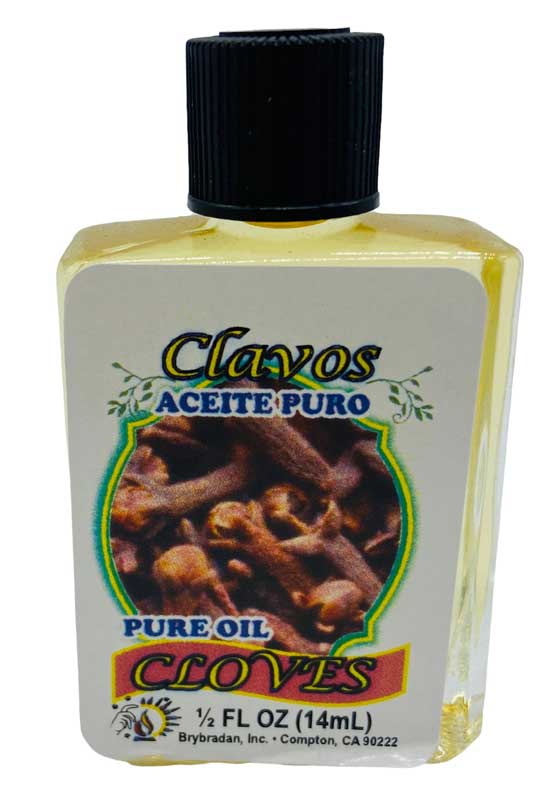 Clavos
ACEITE PURO
PURE OIL
CLOVES
½ FL OZ (14mL)
Brybradan, Inc. • Compton, CA 90222